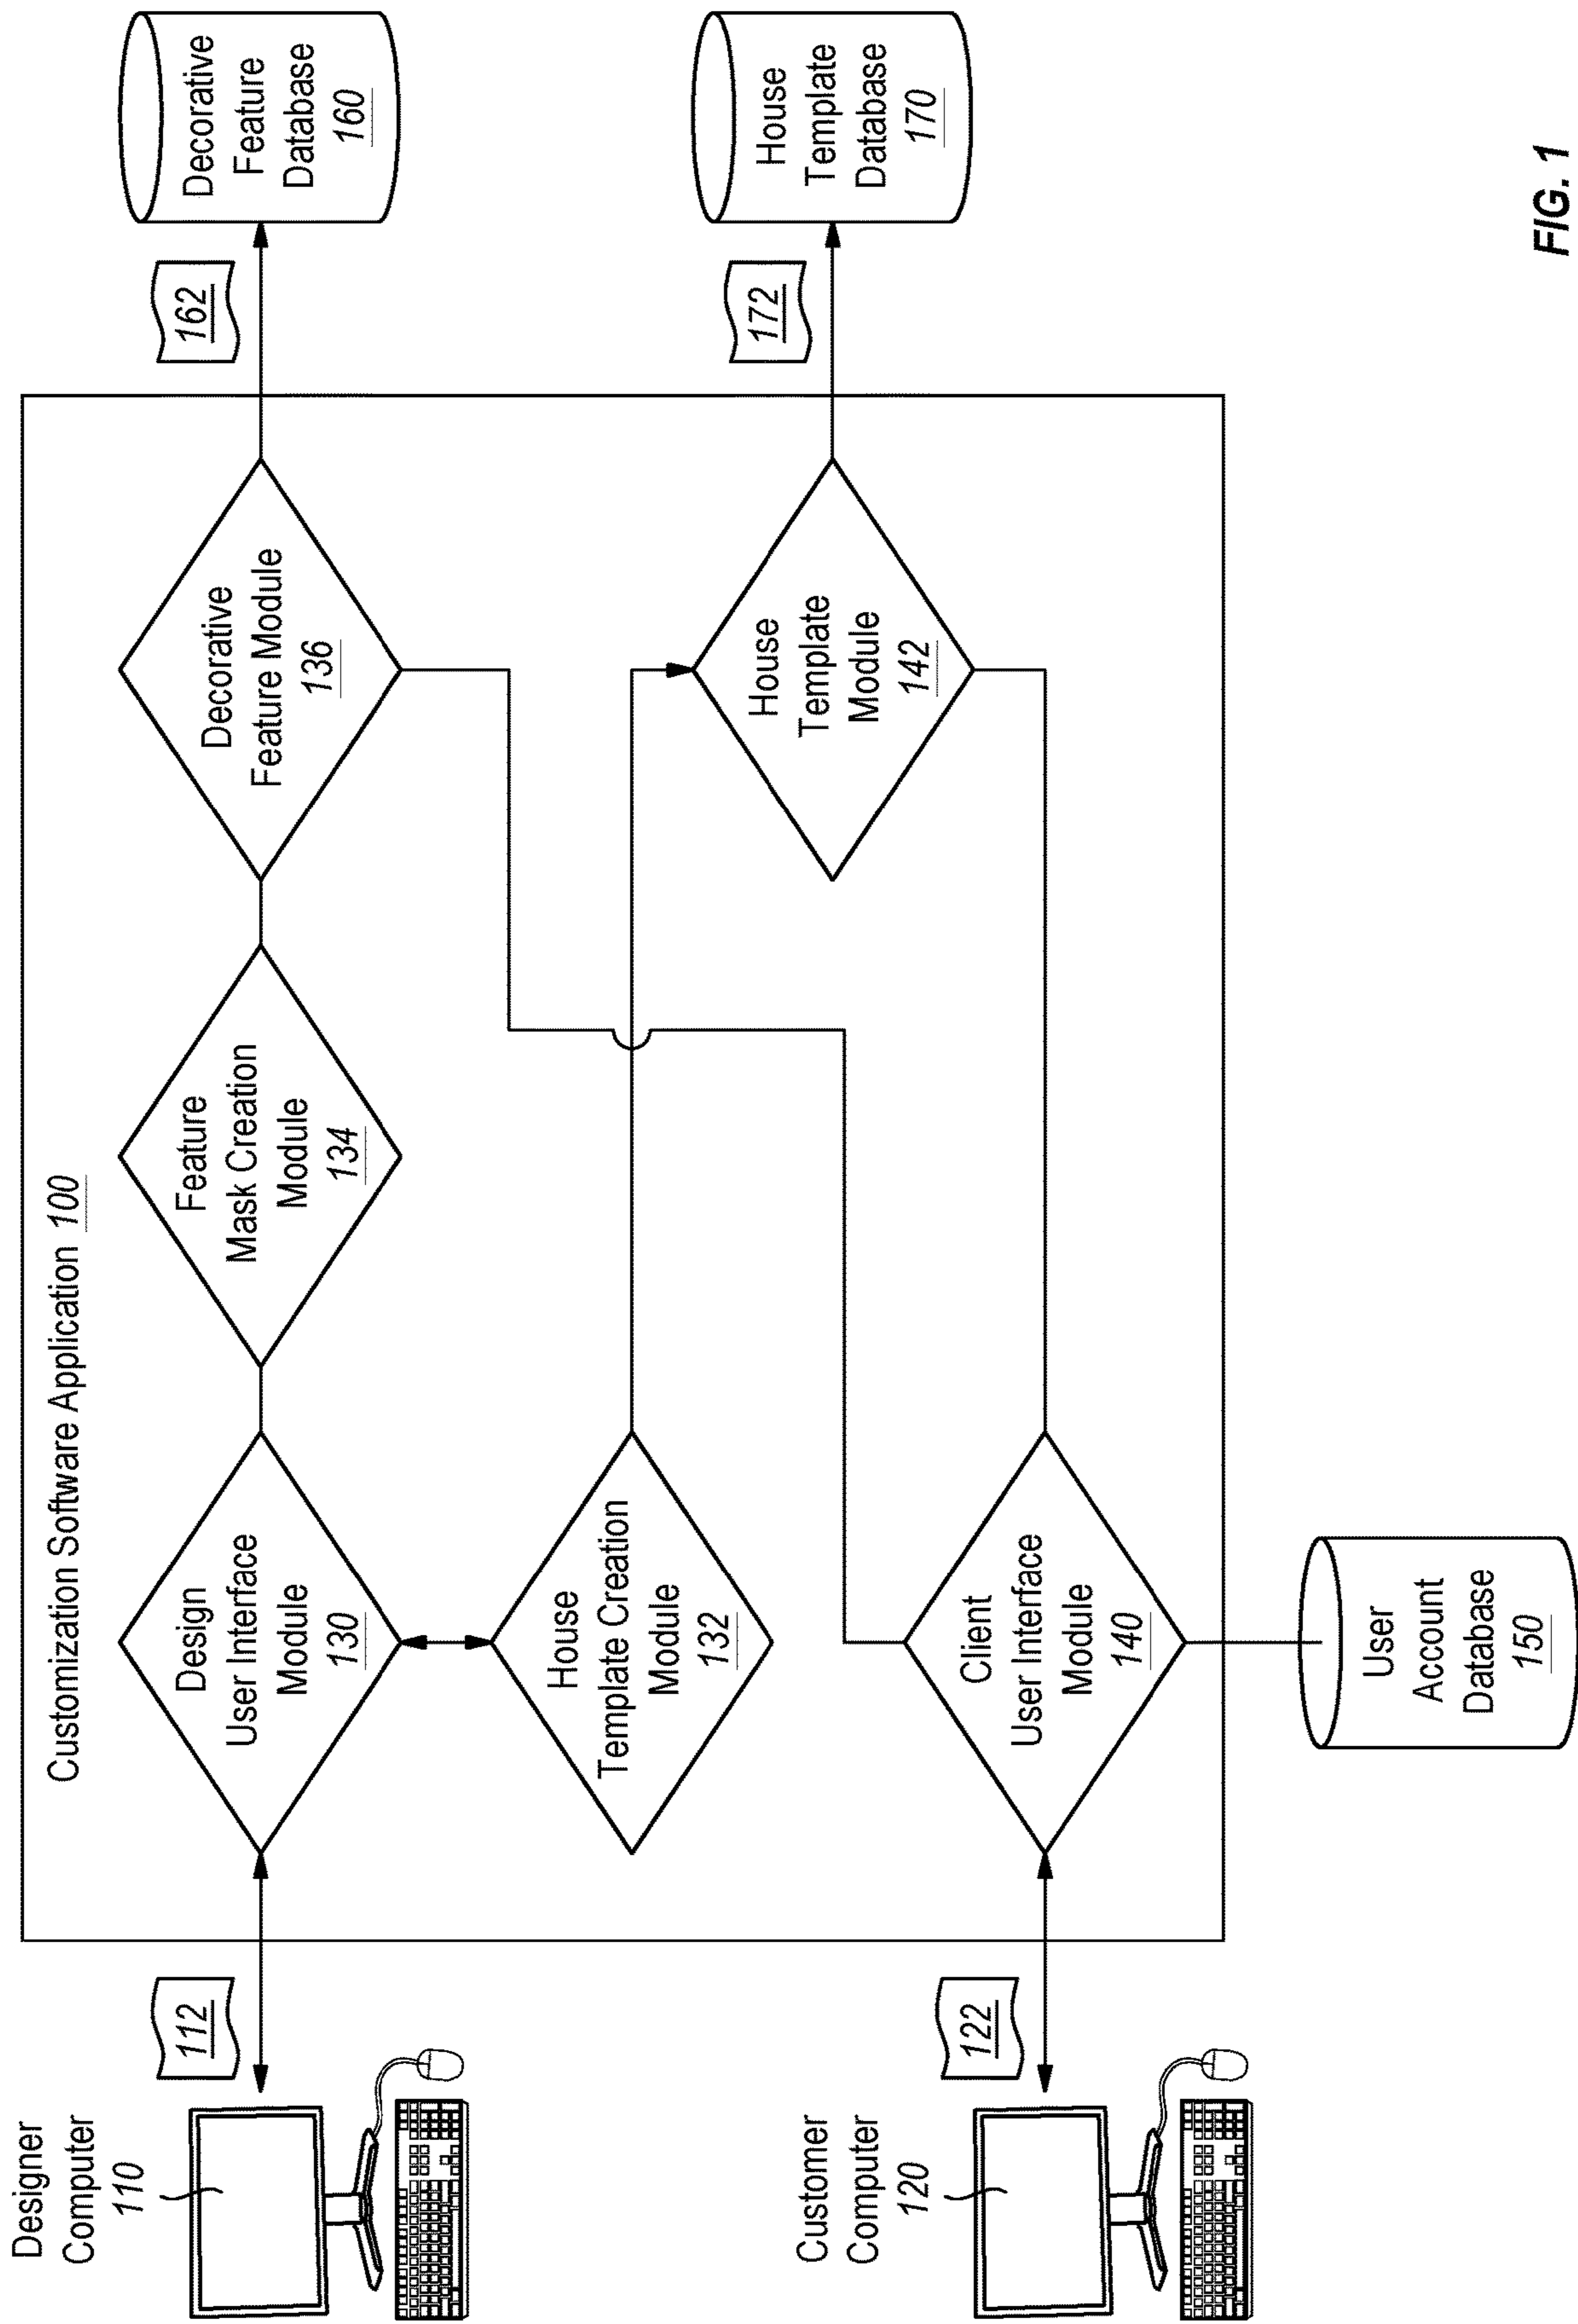 Customization Software Application 100
Designer
Computer
110
112
Design
User Interface
Module
130
Feature
Mask Creation
Module
134
Decorative
Feature Module
136
162
Decorative
Feature
Database
160
House
Template Creation
Module
132
House
Template
Module
142
172
House
Template
Database
170
Customer
Computer
120
122
Client
User Interface
Module
140
User
Account
Database
150
FIG. 1